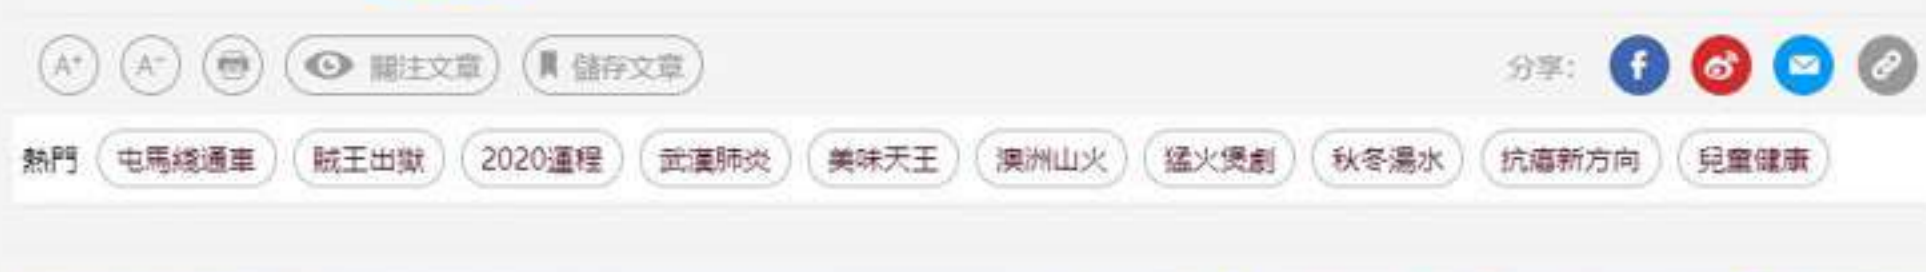 A+ A- 關注文章 儲存文章 分享：
熱門 屯馬綫通車 賊王出獄 2020運程 武漢肺炎 美味天王 澳洲山火 猛火煲劇 秋冬湯水 抗癌新方向 兒童健康